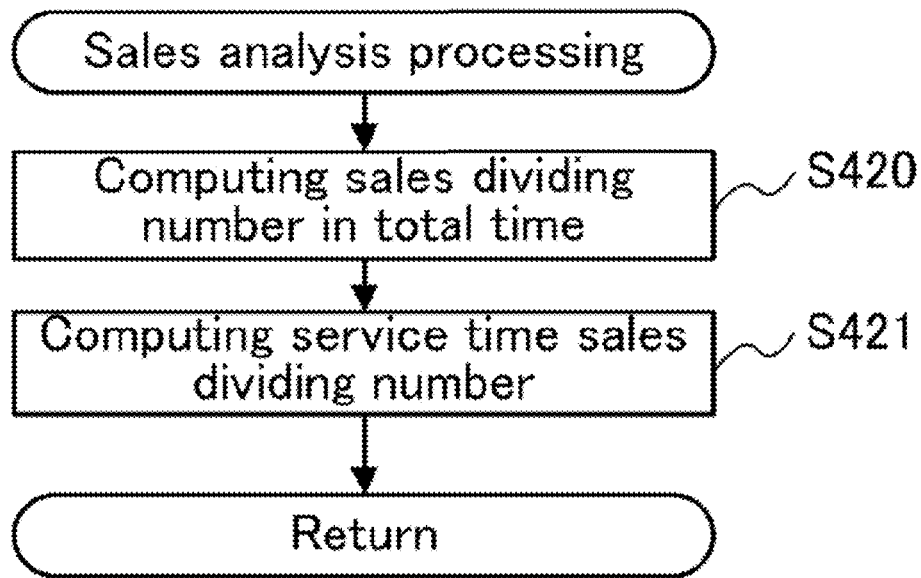 Sales analysis processing
Computing sales dividing
number in total time
S420
Computing service time sales
dividing number
S421
Return